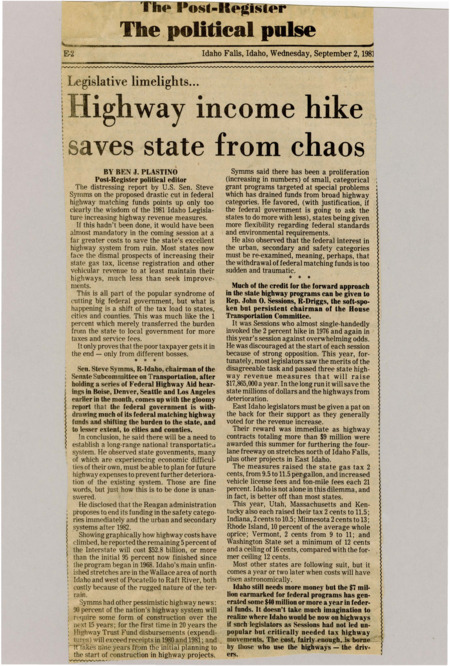 The Post-Register
The political pulse
E-2
Idaho Falls, Idaho, Wednesday, September 2, 1981
Legislative limelights...
Highway income hike
saves state from chaos
BY BEN J. PLASTINO
Post-Register political editor
The distressing report by U.S. Sen. Steve
Symms on the proposed drastic cut in federal
highway matching funds points up only too
clearly the wisdom of the 1981 Idaho Legisla-
ture increasing highway revenue measures.
If this hadn't been done, it would have been
almost mandatory in the coming session at a
far greater costs to save the state's excellent
highway system from ruin. Most states now
face the dismal prospects of increasing their
state gas tax, license registration and other
vehicular revenue to at least maintain their
highways, much less than seek improve-
ments.
This is all part of the popular syndrome of
cutting big federal government, but what is
happening is a shift of the tax load to states,
cities and counties. This was much like the 1
percent which merely transferred the burden
from the state to local government for more
taxes and service fees.
It only proves that the poor taxpayer gets it in
the end — only from different bosses.
* * *
Sen. Steve Symms, R-Idaho, chairman of the
Senate Subcommittee on Transportation, after
holding a series of Federal Highway Aid hear-
ings in Boise, Denver, Seattle and Los Angeles
earlier in the month, comes up with the gloomy
report that the federal government is with-
drawing much of its federal matching highway
funds and shifting the burden to the state, and
to lesser extent, to cities and counties.
In conclusion, he said there will be a need to
establish a long-range national transportatic.
system. He observed state governments, many
of which are experiencing economic difficul-
ties of their own, must be able to plan for future
highway expenses to prevent further deteriora-
tion of the existing system. Those are fine
words, but just how this is to be done is unan-
swered.
He disclosed that the Reagan administration
proposes to end its funding in the safety catego-
ries immediately and the urban and secondary
systems after 1982.
Showing graphically how highway costs have
climbed, he reported the remaining 5 percent of
the Interstate will cost $52.8 billion, or more
than the initial 95 percent now finished since
the program began in 1968. Idaho's main unfin-
ished stretches are in the Wallace area of north
Idaho and west of Pocatello to Raft River, both
costly because of the rugged nature of the ter-
rain.
Symms had other pessimistic highway news:
90 percent of the nation's highway system will
require some form of construction over the
next 15 years; for the first time in 20 years the
Highway Trust Fund disbursements (expendi-
tures) will exceed receipts in 1980 and 1981; and
it takes nine years from the initial planning to
the start of construction in highway projects.
Symms said there has been a proliferation
(increasing in numbers) of small, categorical
grant programs targeted at special problems
which has drained funds from broad highway
categories. He favored, (with justification, if
the federal government is going to ask the
states to do more with less), states being given
more flexibility regarding federal standards
and environmental requirements.
He also observed that the federal interest in
the urban, secondary and safety categories
must be re-examined, meaning, perhaps, that
the withdrawal of federal matching funds is too
sudden and traumatic.
* * *
Much of the credit for the forward approach
in the state highway programs can be given to
Rep. John O. Sessions, R-Driggs, the soft-spo-
ken but persistent chairman of the House
Transportation Committee.
It was Sessions who almost single-handedly
invoked the 2 percent hike in 1976 and again in
this year's session against overwhelming odds.
He was discouraged at the start of each session
because of strong opposition. This year, for-
tunately, most legislators saw the merits of the
disagreeable task and passed three state high-
way revenue measures that will raise
$17,865,000 a year. In the long run it will save the
state millions of dollars and the highways from
deterioration.
East Idaho legislators must be given a pat on
the back for their support as they generally
voted for the revenue increase.
Their reward was immediate as highway
contracts totaling more than $9 million were
awarded this summer for furthering the four-
lane freeway on stretches north of Idaho Falls,
plus other projects in East Idaho.
The measures raised the state gas tax 2
cents, from 9.5 to 11.5 per gallon, and increased
vehicle license fees and ton-mile fees each 21
percent. Idaho is not alone in this dilemma, and
in fact, is better off than most states.
This year, Utah, Massachusetts and Ken-
tucky also each raised their tax 2 cents to 11.5;
Indiana, 2 cents to 10.5; Minnesota 2 cents to 13;
Rhode Island, 10 percent of the average whole
oprice; Vermont, 2 cents from 9 to 11; and
Washington State set a minimum of 12 cents
and a ceiling of 16 cents, compared with the for-
mer ceiling 12 cents.
Most other states are following suit, but it
comes a year or two later when costs will have
risen astronomically.
Idaho still needs more money but the $7 mil-
lion earmarked for federal programs has gen-
erated some $40 million or more a year in feder-
al funds. It doesn't take much imagination to
realize where Idaho would be now on highways
if such legislators as Sessions had not led un-
popular but critically needed tax highway
movements. The cost, fairly enough, is borne
by those who use the highways — the driv-
ers.